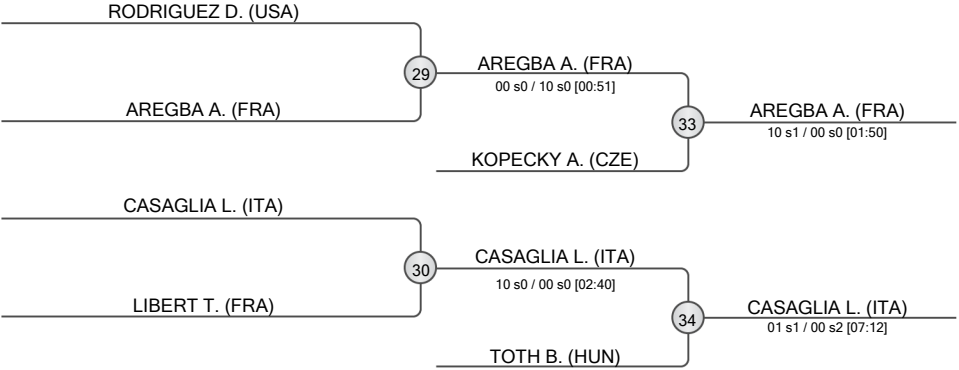 RODRIGUEZ D. (USA)
29
AREGBA A. (FRA)
00 s0 / 10 s0 [00:51]
AREGBA A. (FRA)
33
AREGBA A. (FRA)
10 s1 / 00 s0 [01:50]
KOPECKY A. (CZE)
CASAGLIA L. (ITA)
30
CASAGLIA L. (ITA)
10 s0 / 00 s0 [02:40]
LIBERT T. (FRA)
34
CASAGLIA L. (ITA)
01 s1 / 00 s2 [07:12]
TOTH B. (HUN)